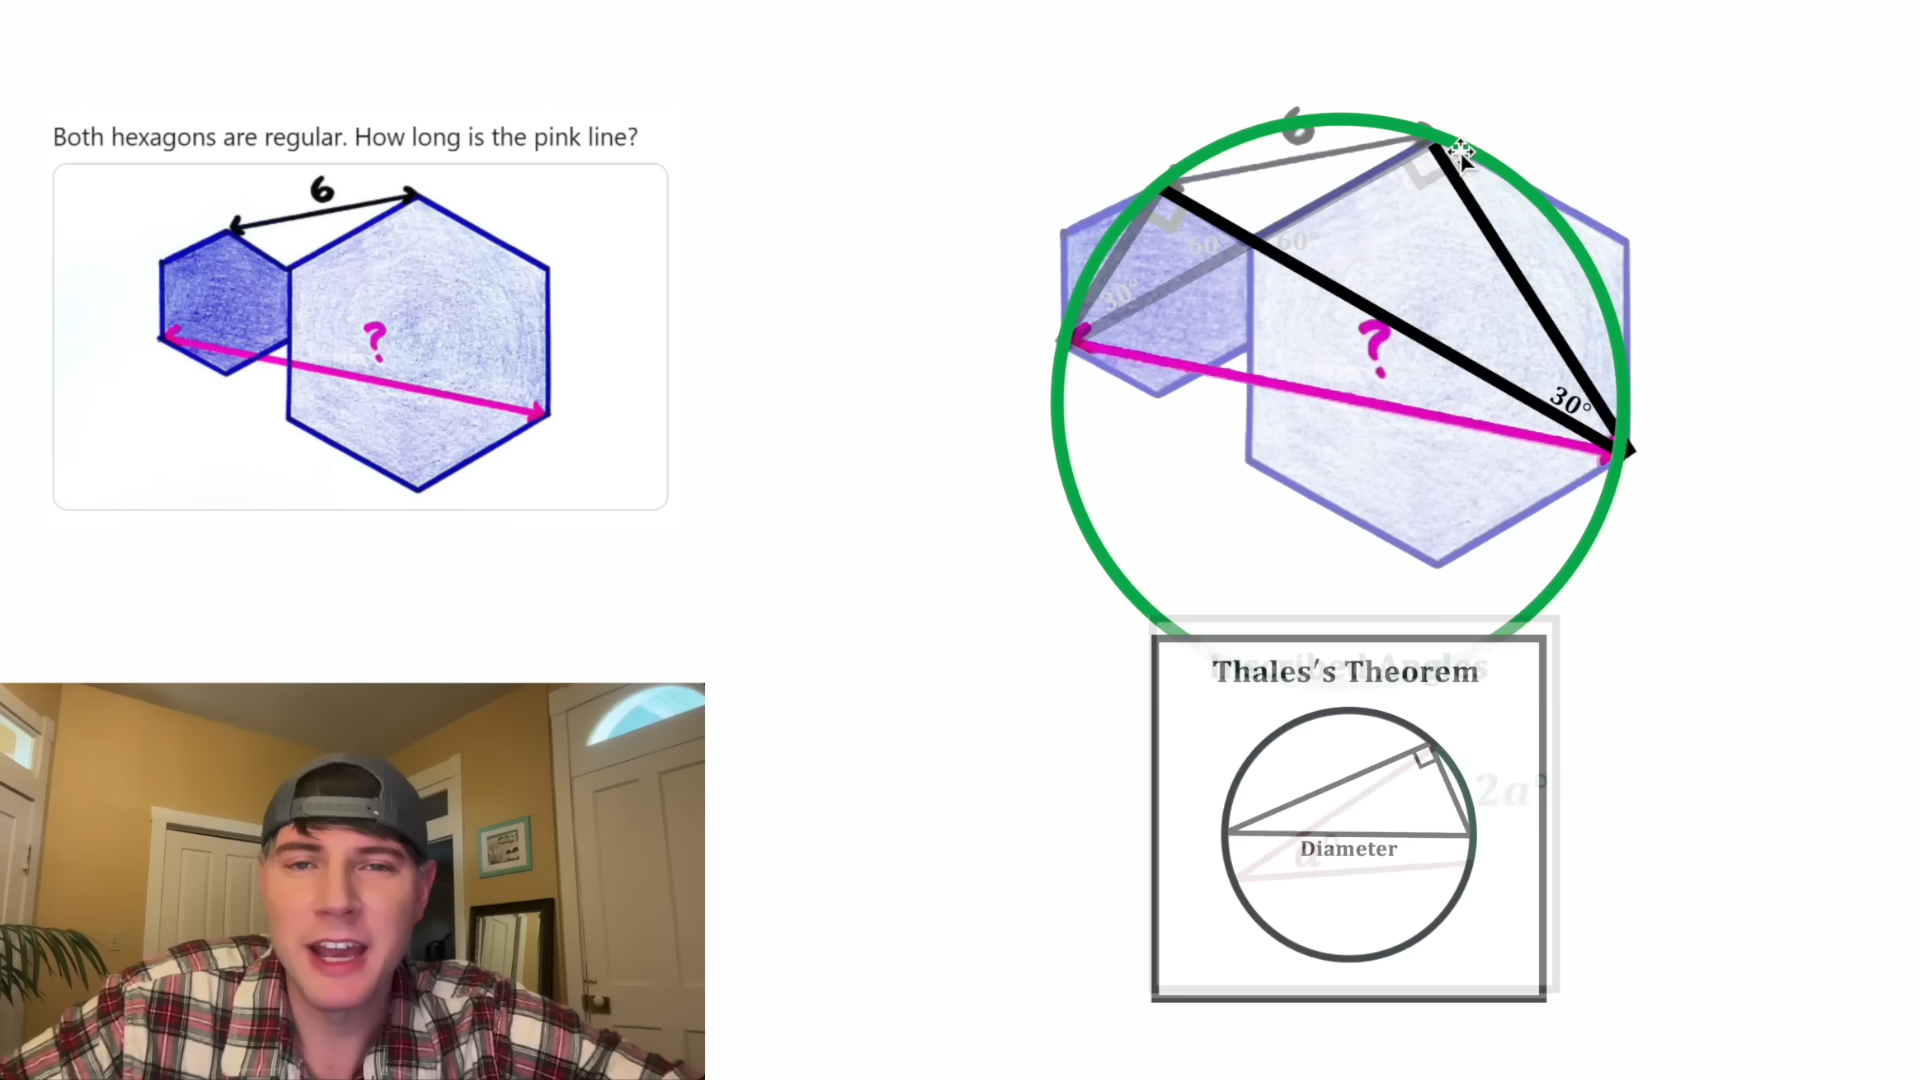 Both hexagons are regular. How long is the pink line?
6
?
6
60°
60°
30°
?
30°
Thales's Theorem
2a°
a°
Diameter